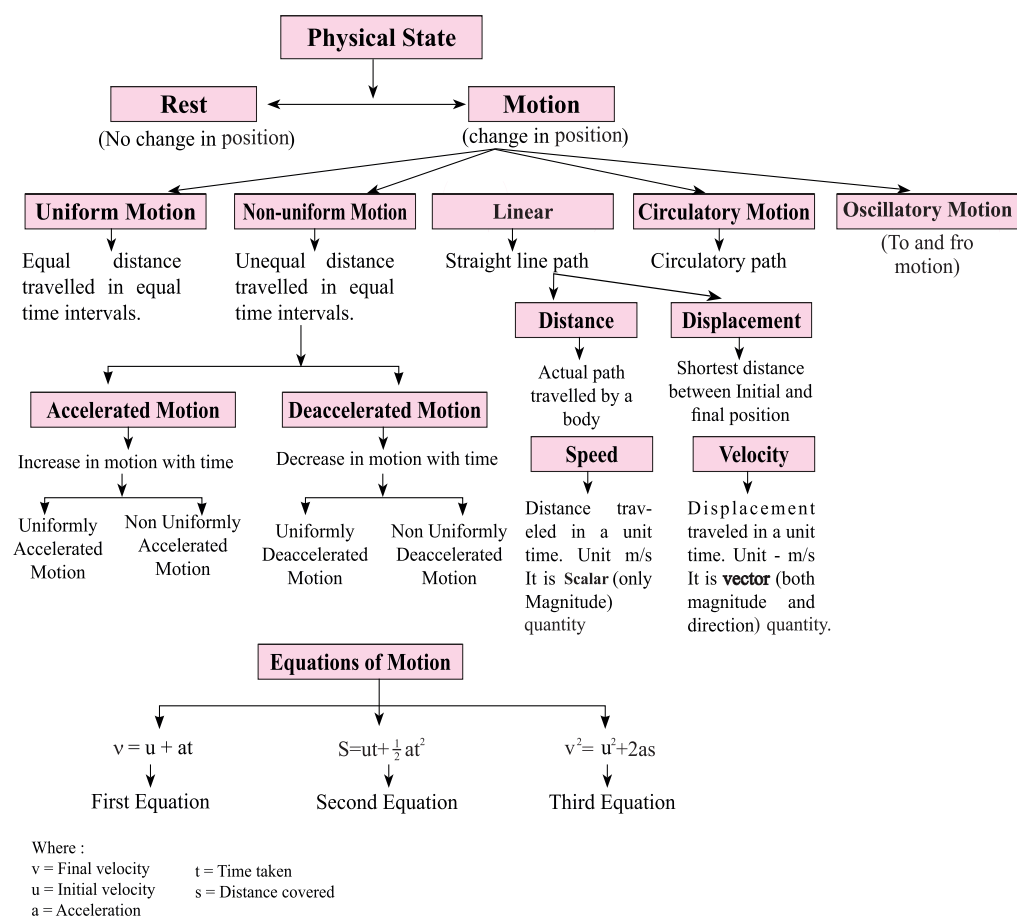 Physical State
Rest
Motion
(No change in position)
(change in position)
Uniform Motion
Non-uniform Motion
Linear
Circulatory Motion
Oscillatory Motion
Equal distance
travelled in equal
time intervals.
Unequal distance
travelled in equal
time intervals.
Straight line path
Circulatory path
(To and fro
motion)
Distance
Displacement
Actual path
travelled by a
body
Shortest distance
between Initial and
final position
Accelerated Motion
Deaccelerated Motion
Increase in motion with time
Decrease in motion with time
Uniformly
Accelerated
Motion
Non Uniformly
Accelerated
Motion
Uniformly
Deaccelerated
Motion
Non Uniformly
Deaccelerated
Motion
Speed
Velocity
Distance trav-
eled in a unit
time. Unit m/s
It is Scalar (only
Magnitude)
quantity
Displacement
traveled in a unit
time. Unit - m/s
It is vector (both
magnitude and
direction) quantity.
Equations of Motion
ν = u + at
S=ut+½at²
v²= u²+2as
First Equation
Second Equation
Third Equation
Where :
v = Final velocity
u = Initial velocity
a = Acceleration
t = Time taken
s = Distance covered